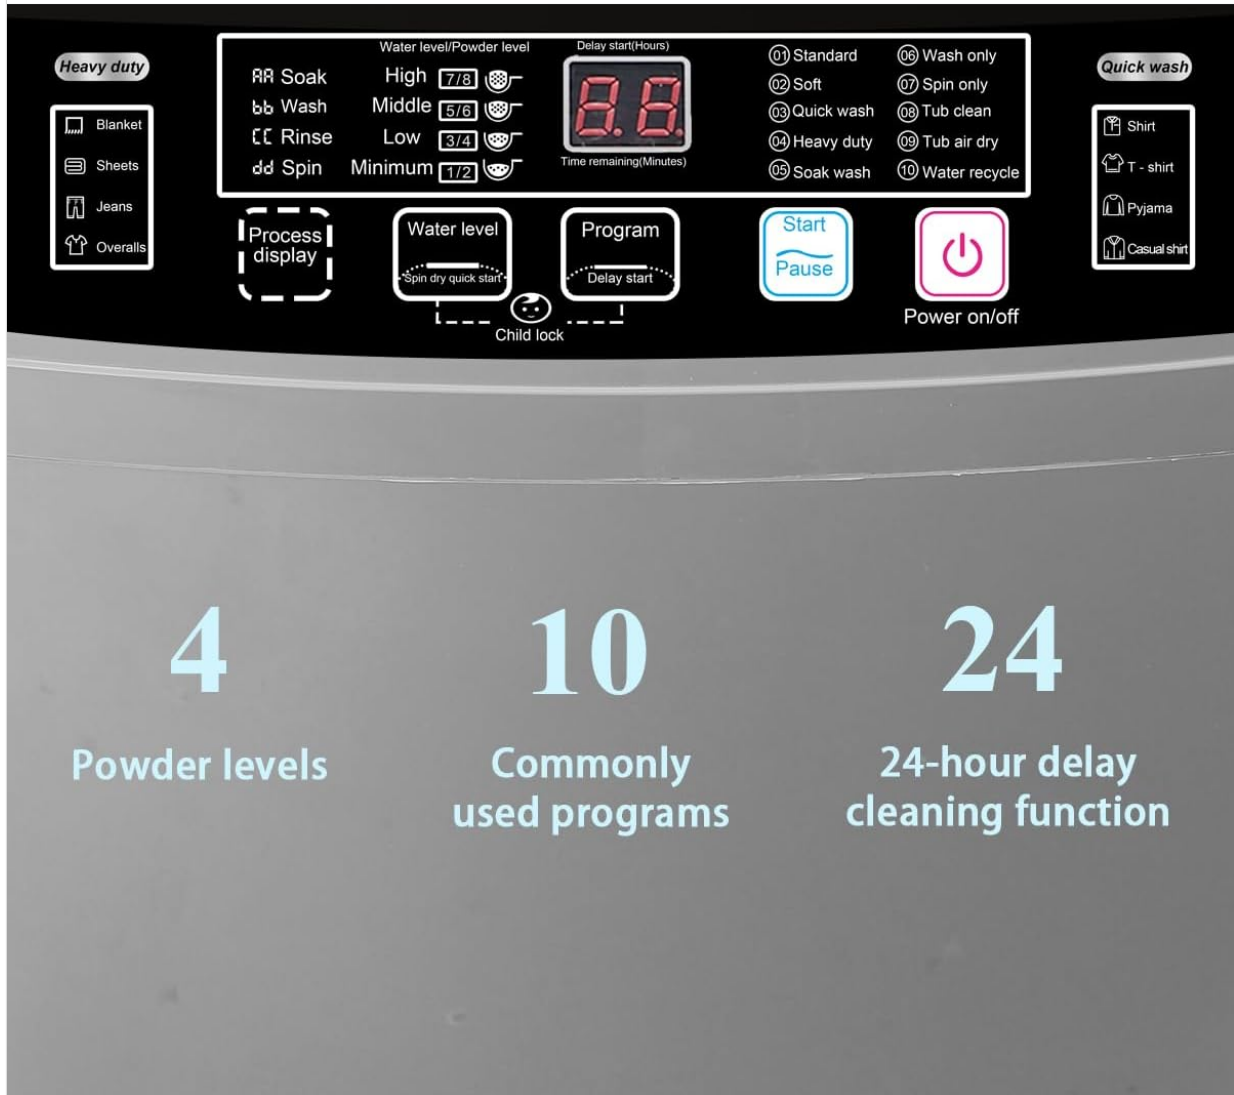 Heavy duty
Blanket
Sheets
Jeans
Overalls
AA Soak
bb Wash
CC Rinse
dd Spin
Water level/Powder level
High 7/8
Middle 5/6
Low 3/4
Minimum 1/2
Delay start(Hours)
8.8.
Time remaining(Minutes)
01 Standard
02 Soft
03 Quick wash
04 Heavy duty
05 Soak wash
06 Wash only
07 Spin only
08 Tub clean
09 Tub air dry
10 Water recycle
Quick wash
Shirt
T - shirt
Pyjama
Casual shirt
Process
display
Water level
Spin dry quick start
Program
Delay start
Child lock
Start
Pause
Power on/off
4
Powder levels
10
Commonly
used programs
24
24-hour delay
cleaning function